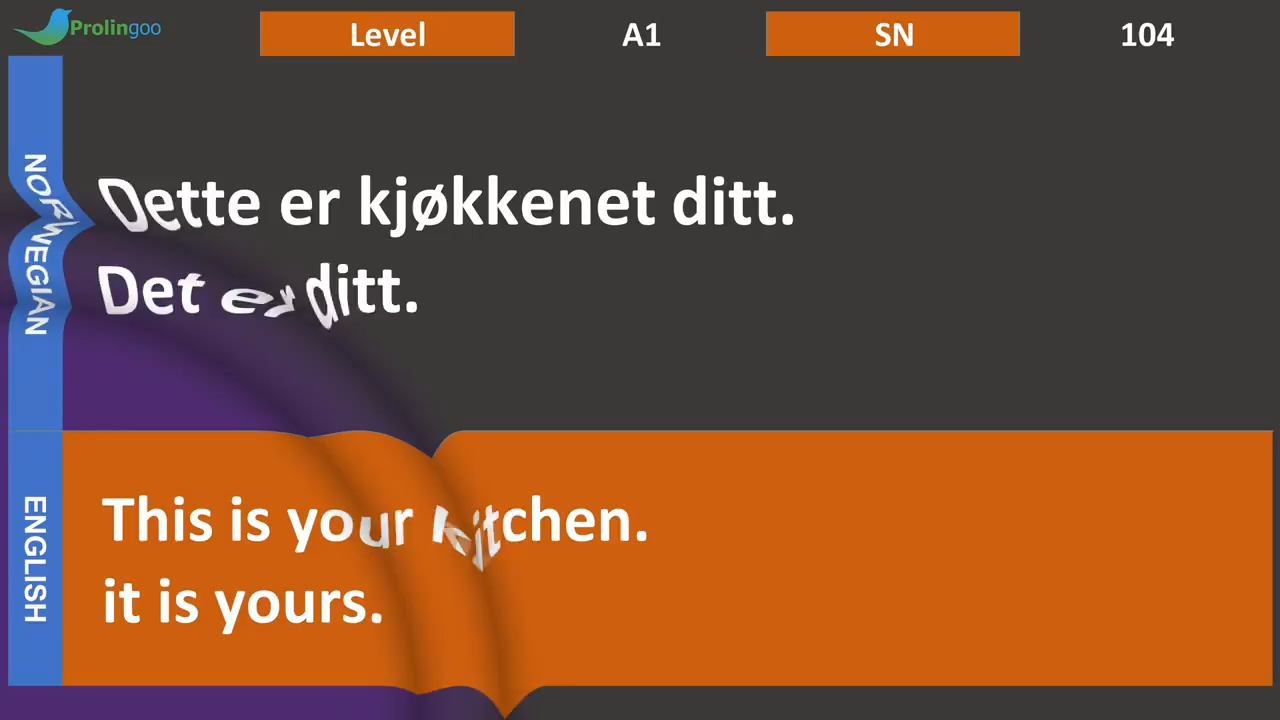 Prolingoo
Level A1 SN 104
NORWEGIAN
Dette er kjøkkenet ditt.
Det er ditt.
ENGLISH
This is your kitchen.
it is yours.